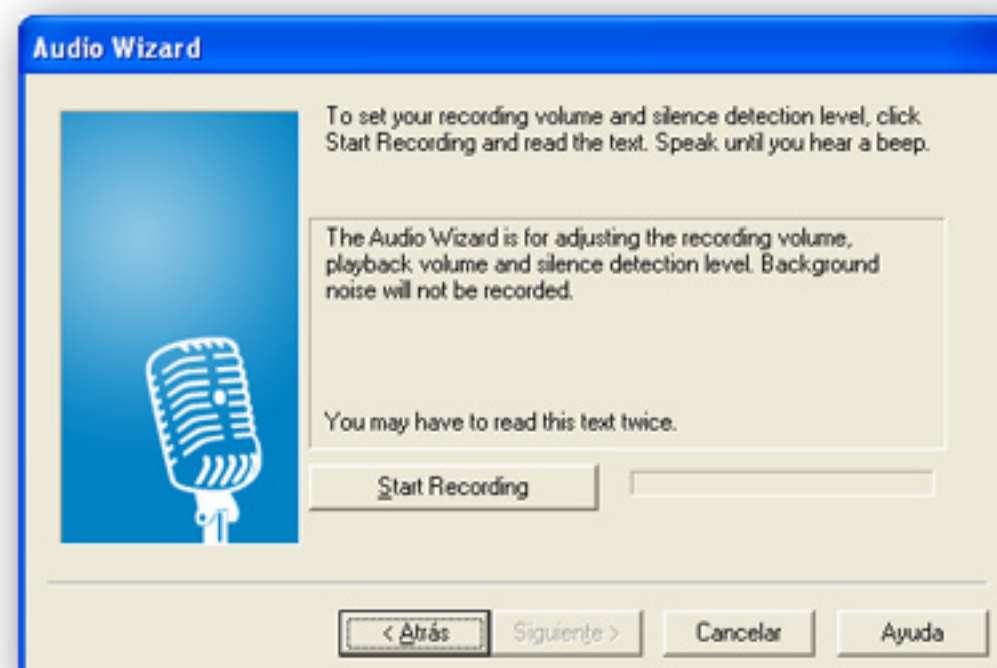 Audio Wizard
To set your recording volume and silence detection level, click
Start Recording and read the text. Speak until you hear a beep.
The Audio Wizard is for adjusting the recording volume,
playback volume and silence detection level. Background
noise will not be recorded.
You may have to read this text twice.
Start Recording
< Atrás Siguiente > Cancelar Ayuda